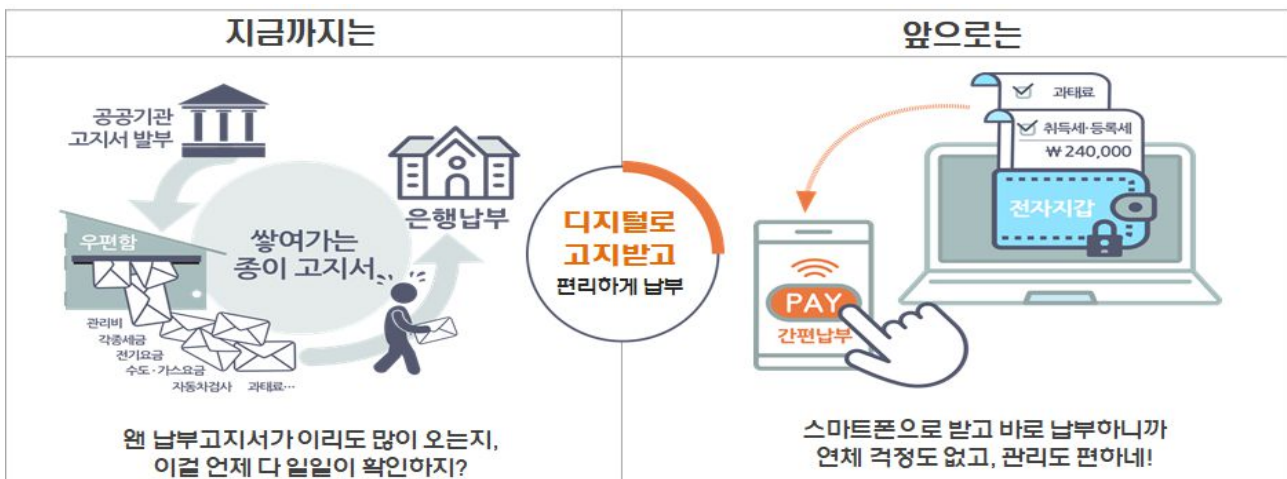 지금까지는
공공기관
고지서 발부
우편함
쌓여가는
종이 고지서
은행납부
관리비
각종세금
전기요금
수도·가스요금
자동차검사 과태료…
왠 납부고지서가 이리도 많이 오는지,
이걸 언제 다 일일이 확인하지?
디지털로
고지받고
편리하게 납부
앞으로는
과태료
취득세·등록세
₩240,000
전자지갑
PAY
간편납부
스마트폰으로 받고 바로 납부하니까
연체 걱정도 없고, 관리도 편하네!